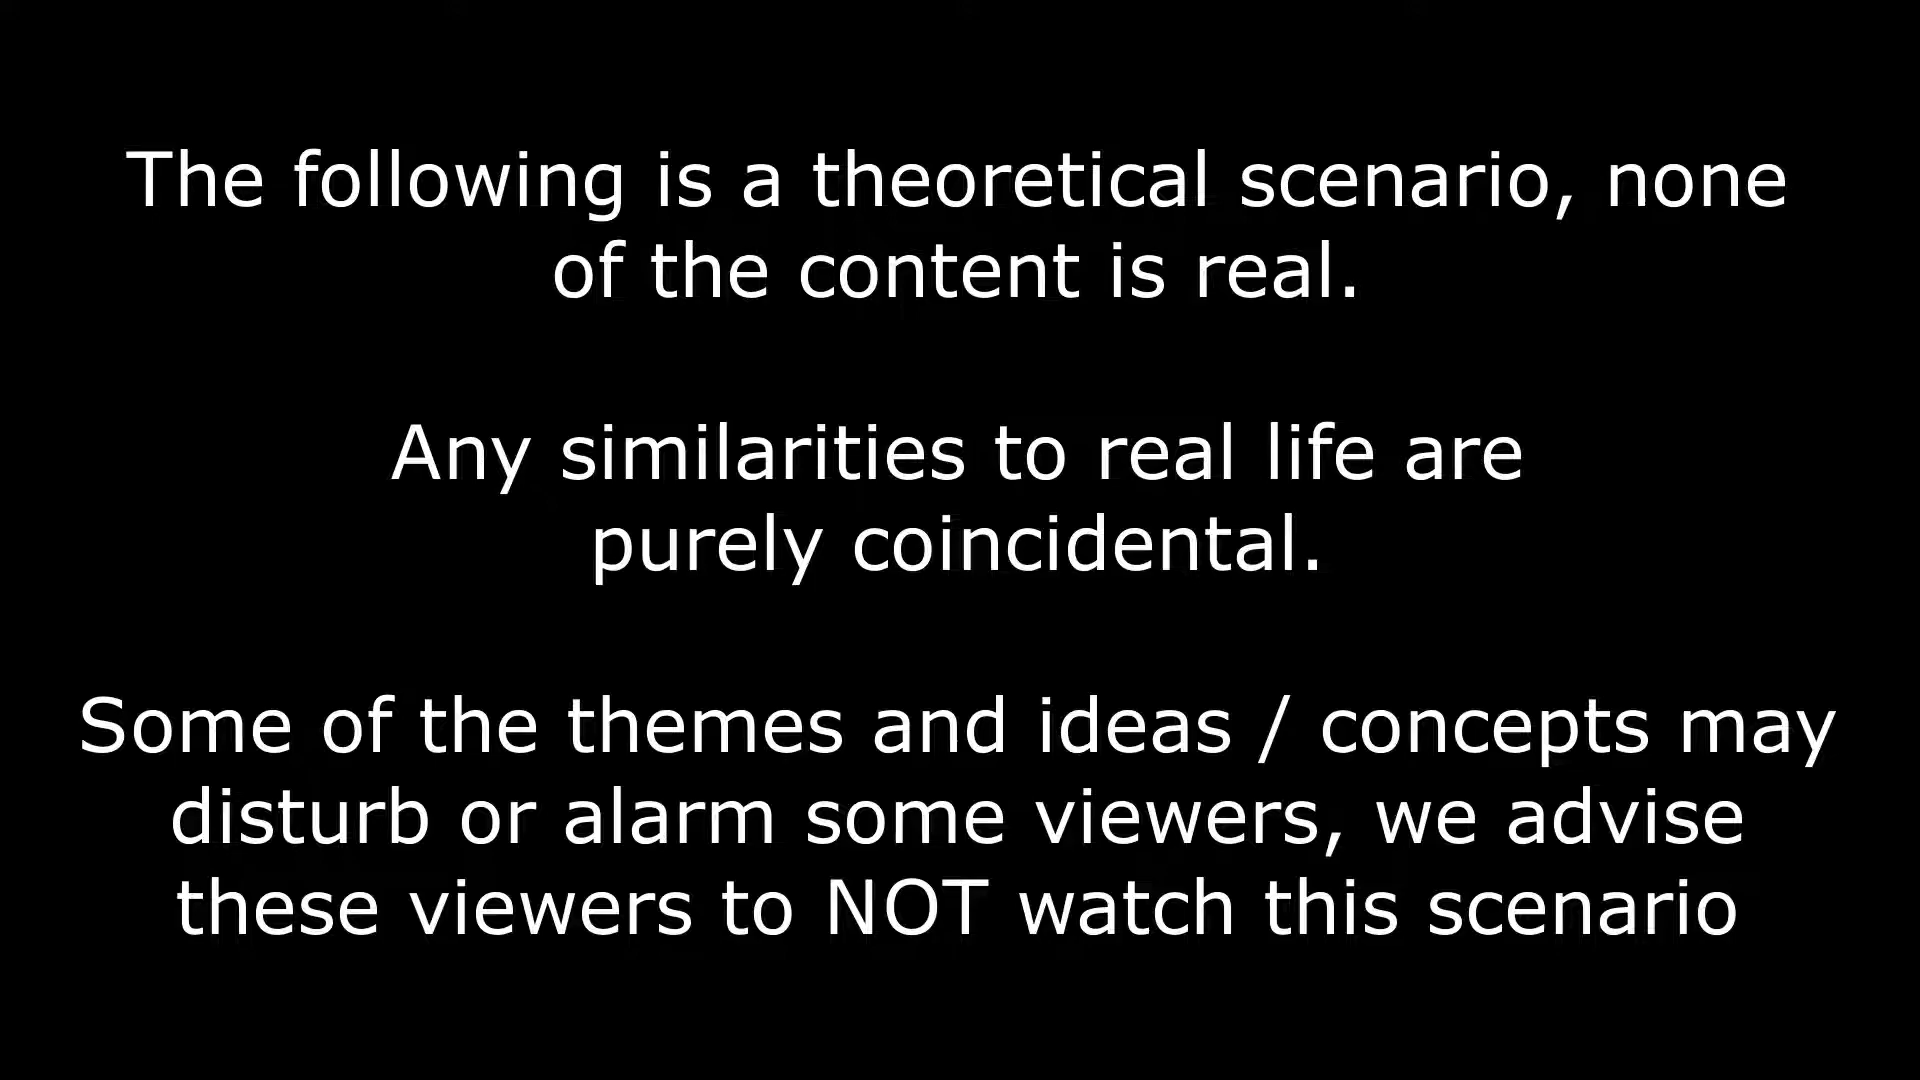 The following is a theoretical scenario, none
of the content is real.
Any similarities to real life are
purely coincidental.
Some of the themes and ideas / concepts may
disturb or alarm some viewers, we advise
these viewers to NOT watch this scenario